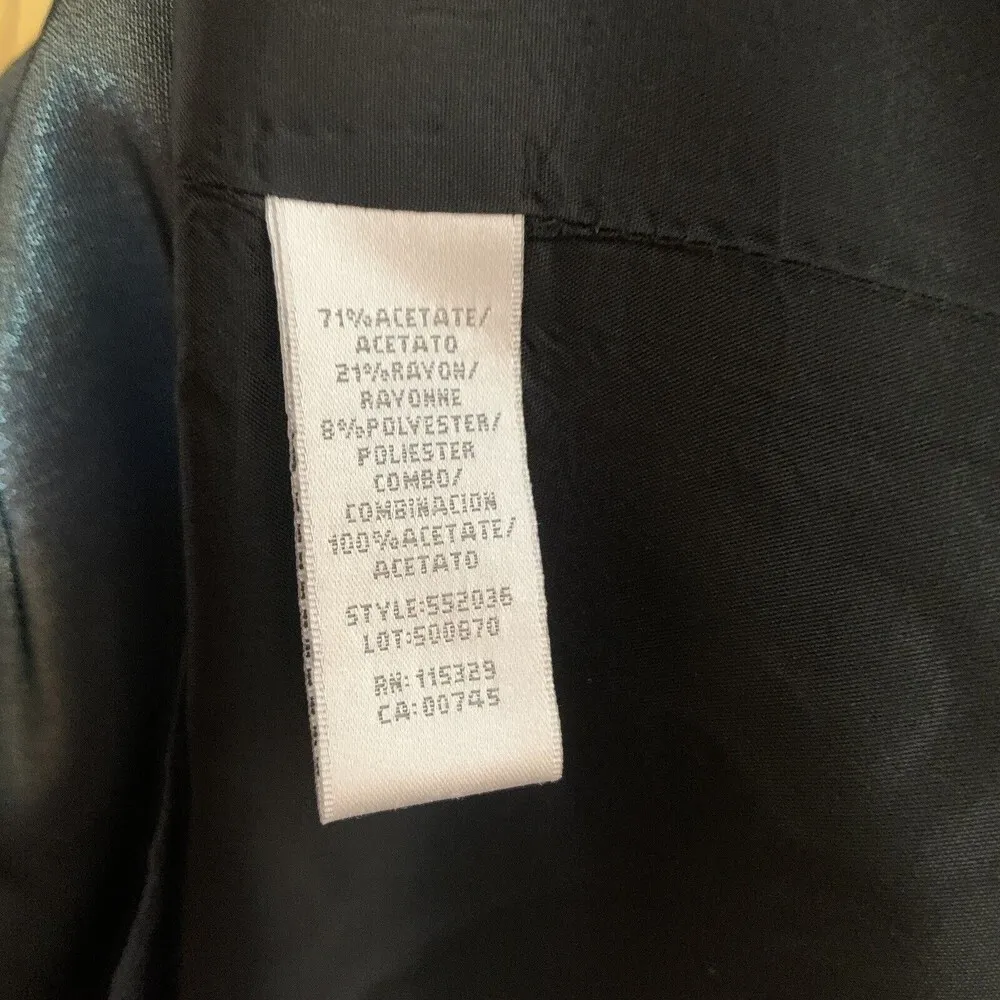 71%ACETATE/
ACETATO
21%RAYON/
RAYONNE
8%POLYESTER/
POLIESTER
COMBO/
COMBINACION
100%ACETATE/
ACETATO
STYLE:552036
LOT:500870
RN:115329
CA:00745